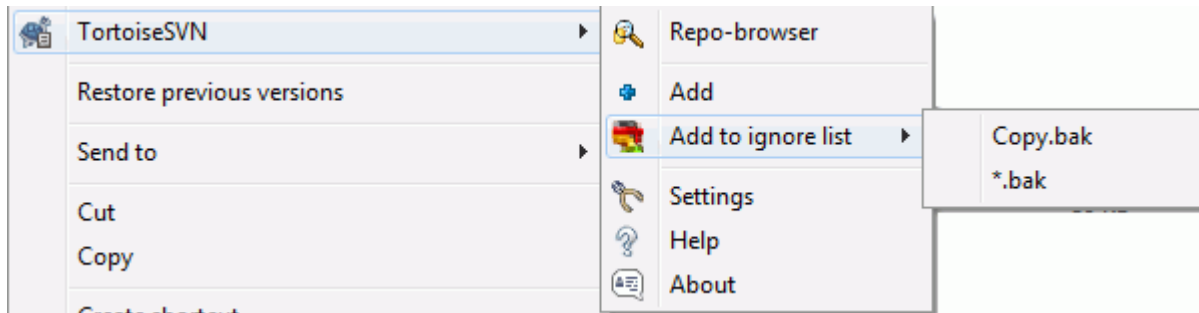 TortoiseSVN
Restore previous versions
Send to
Cut
Copy
Repo-browser
Add
Add to ignore list
Settings
Help
About
Copy.bak
*.bak